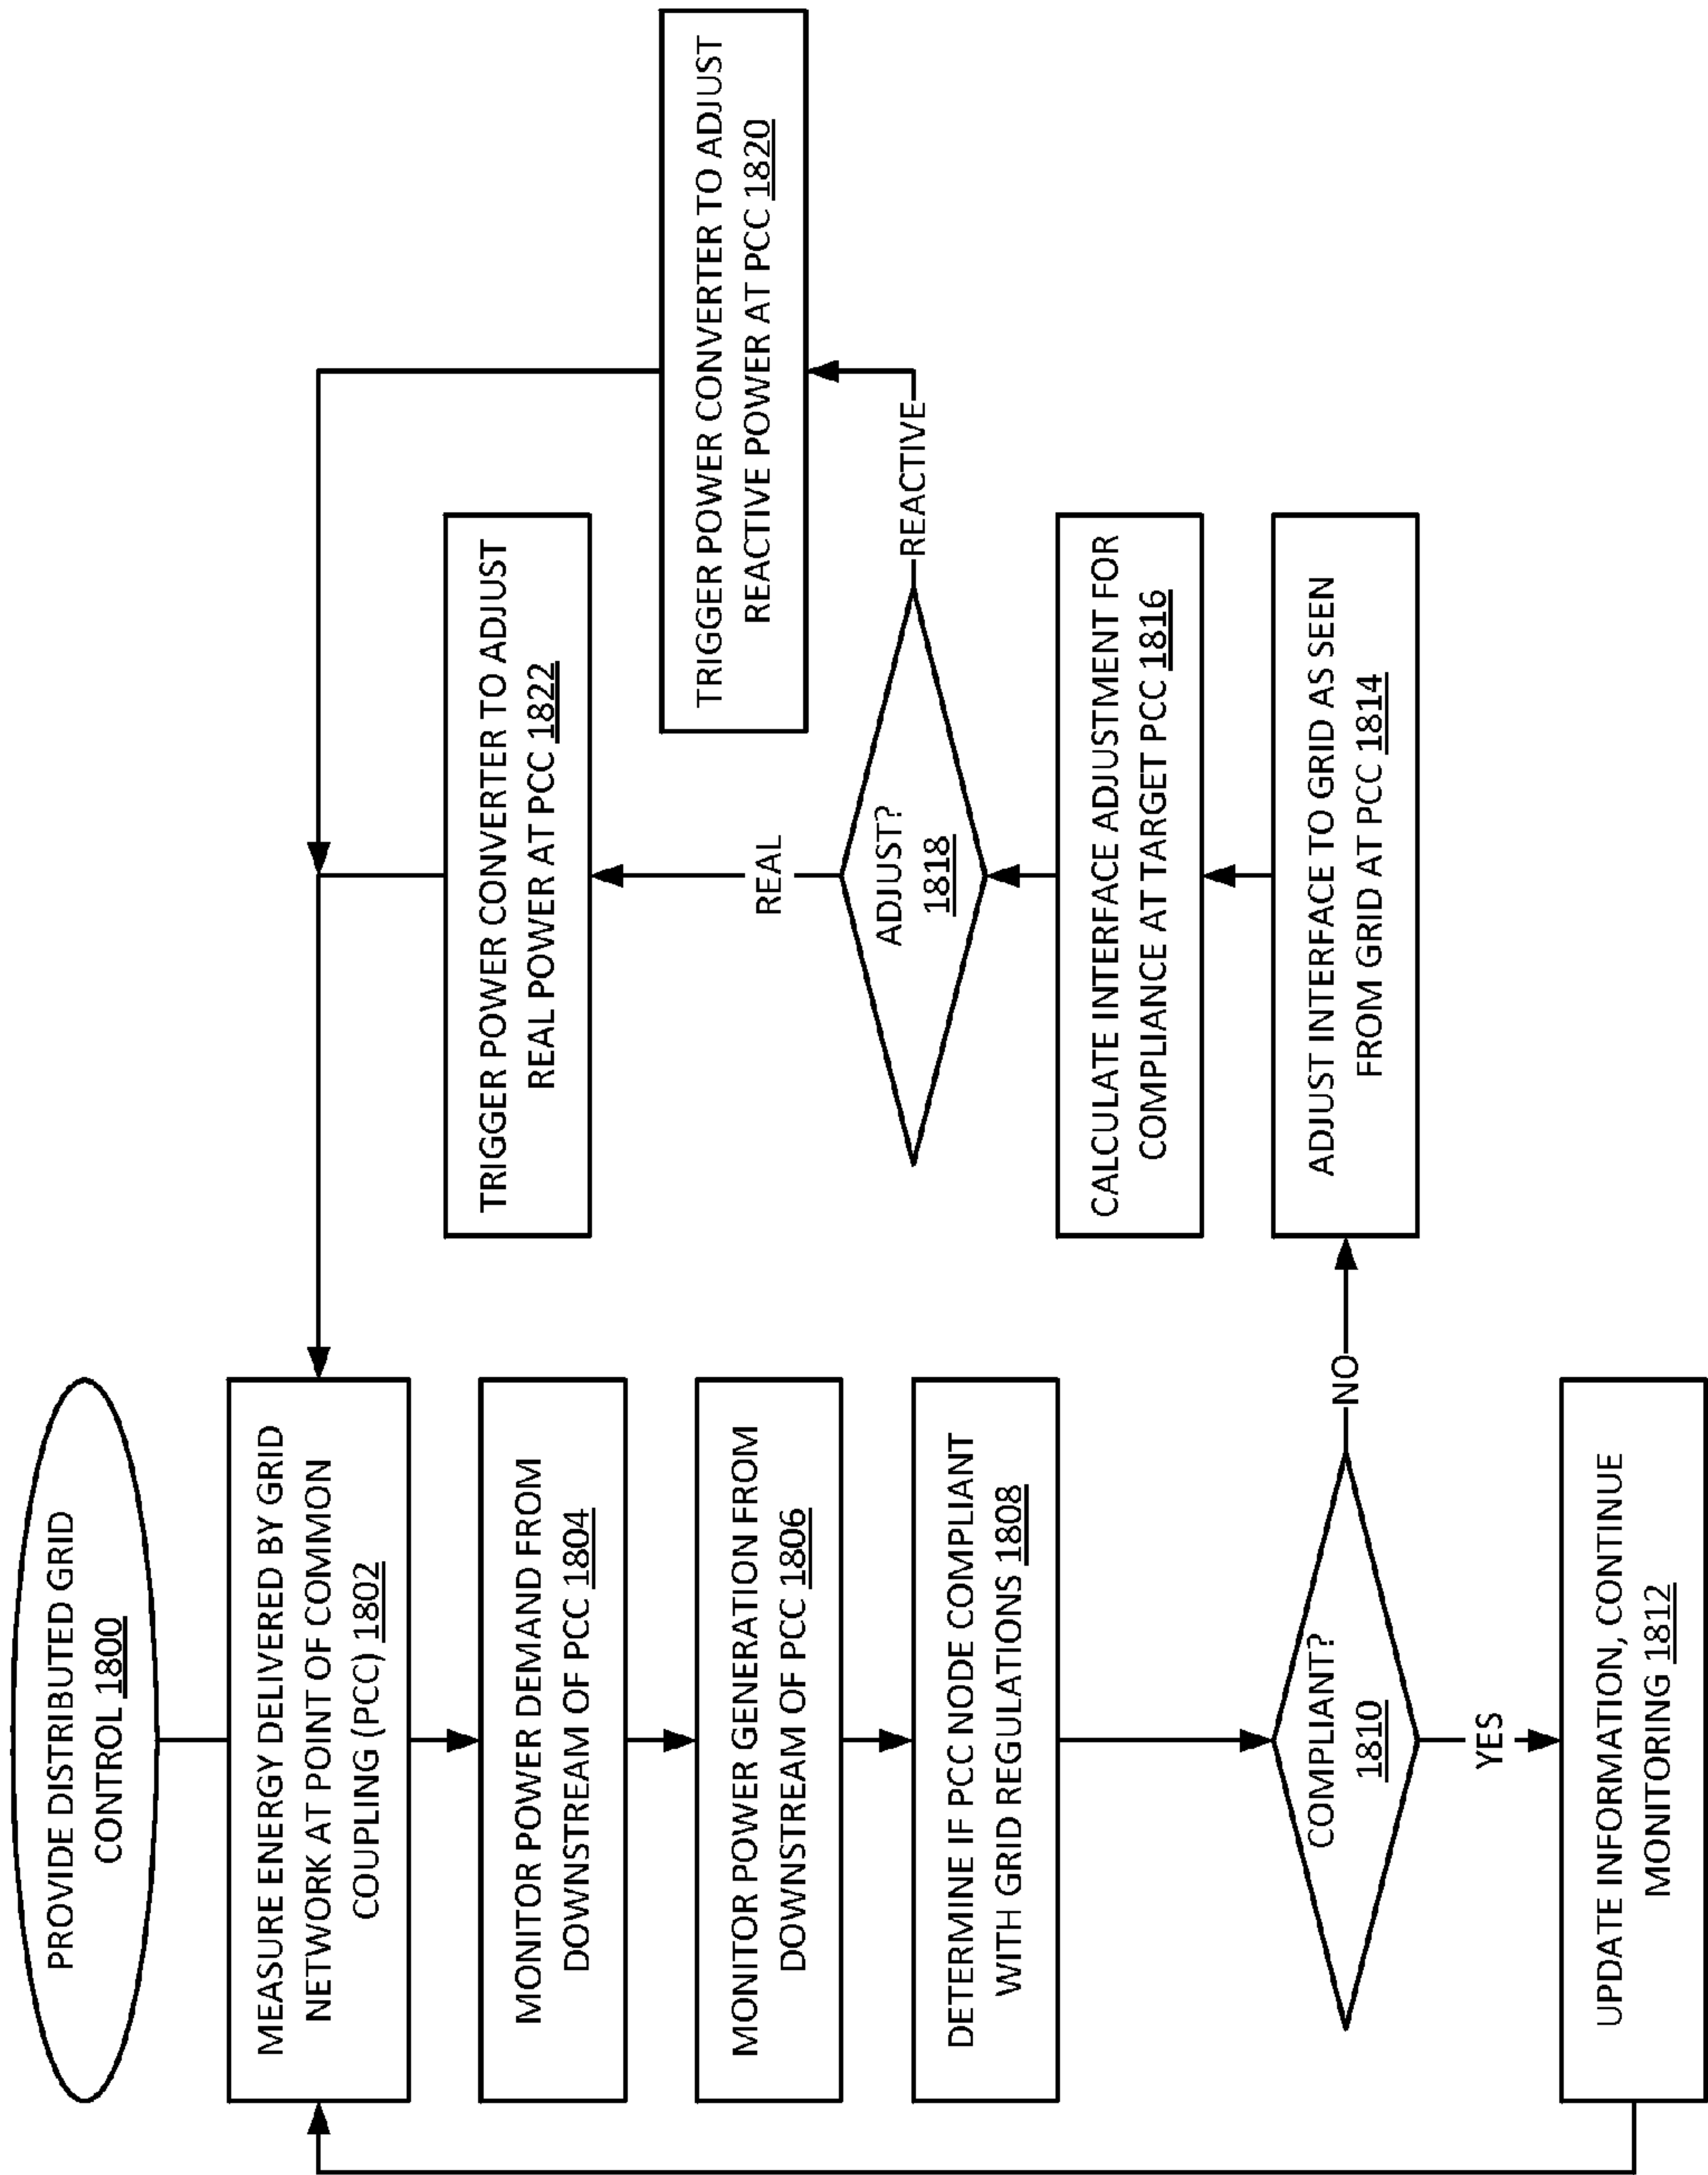 PROVIDE DISTRIBUTED GRID
CONTROL 1800
MEASURE ENERGY DELIVERED BY GRID
NETWORK AT POINT OF COMMON
COUPLING (PCC) 1802
MONITOR POWER DEMAND FROM
DOWNSTREAM OF PCC 1804
MONITOR POWER GENERATION FROM
DOWNSTREAM OF PCC 1806
DETERMINE IF PCC NODE COMPLIANT
WITH GRID REGULATIONS 1808
COMPLIANT?
1810
YES
NO
UPDATE INFORMATION, CONTINUE
MONITORING 1812
ADJUST INTERFACE TO GRID AS SEEN
FROM GRID AT PCC 1814
CALCULATE INTERFACE ADJUSTMENT FOR
COMPLIANCE AT TARGET PCC 1816
ADJUST?
1818
REAL
REACTIVE
TRIGGER POWER CONVERTER TO ADJUST
REACTIVE POWER AT PCC 1820
TRIGGER POWER CONVERTER TO ADJUST
REAL POWER AT PCC 1822